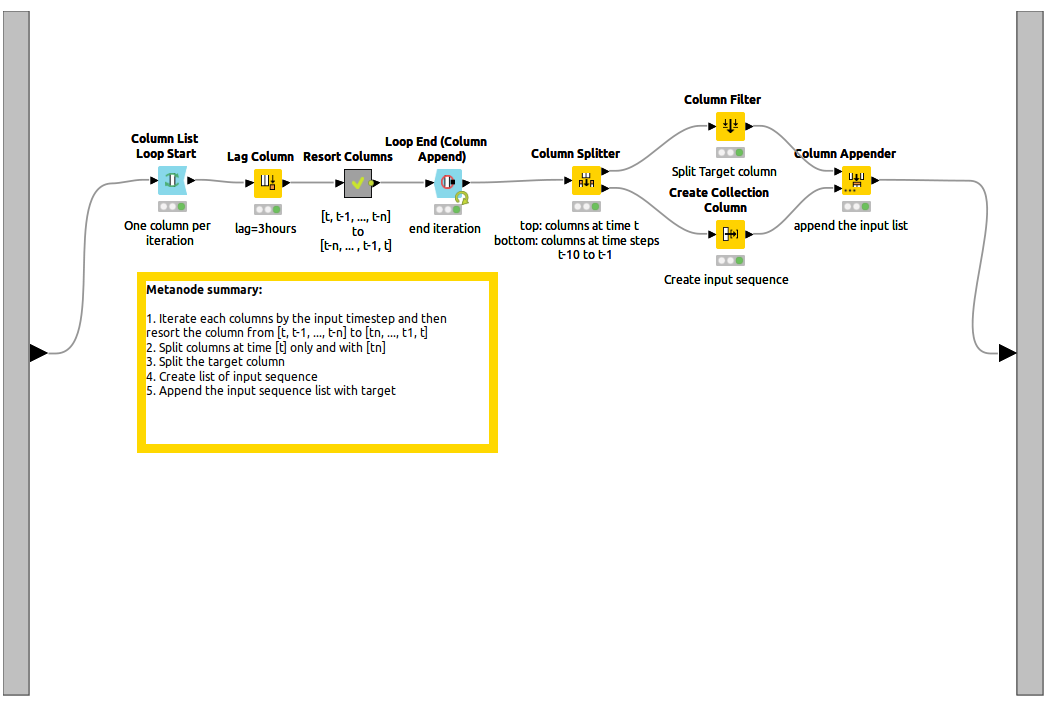 Column List
Loop Start
One column per
iteration
Lag Column
lag=3hours
Resort Columns
[t, t-1, ..., t-n]
to
[t-n, ... , t-1, t]
Loop End (Column
Append)
end iteration
Column Splitter
top: columns at time t
bottom: columns at time steps
t-10 to t-1
Column Filter
Split Target column
Create Collection
Column
Create input sequence
Column Appender
append the input list
Metanode summary:
1. Iterate each columns by the input timestep and then
resort the column from [t, t-1, ..., t-n] to [tn, ..., t1, t]
2. Split columns at time [t] only and with [tn]
3. Split the target column
4. Create list of input sequence
5. Append the input sequence list with target